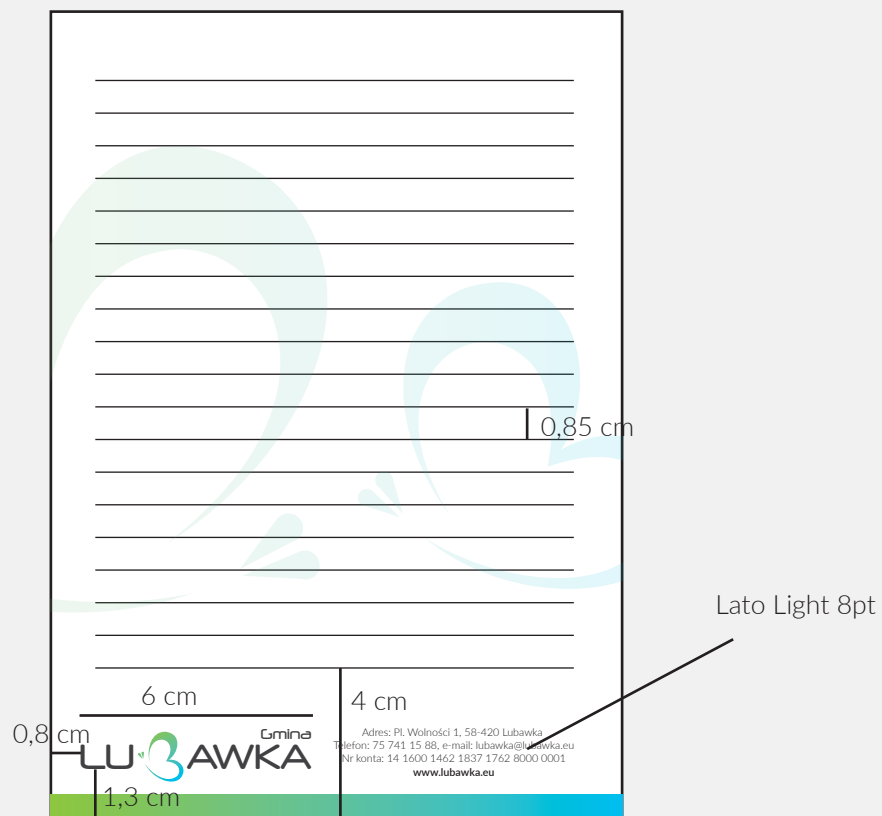 0,85 cm
Lato Light 8pt
6 cm
4 cm
0,8 cm
Gmina
LUBAWKA
Adres: Pl. Wolności 1, 58-420 Lubawka
Telefon: 75 741 15 88, e-mail: lubawka@lubawka.eu
Nr konta: 14 1600 1462 1837 1762 8000 0001
www.lubawka.eu
1,3 cm